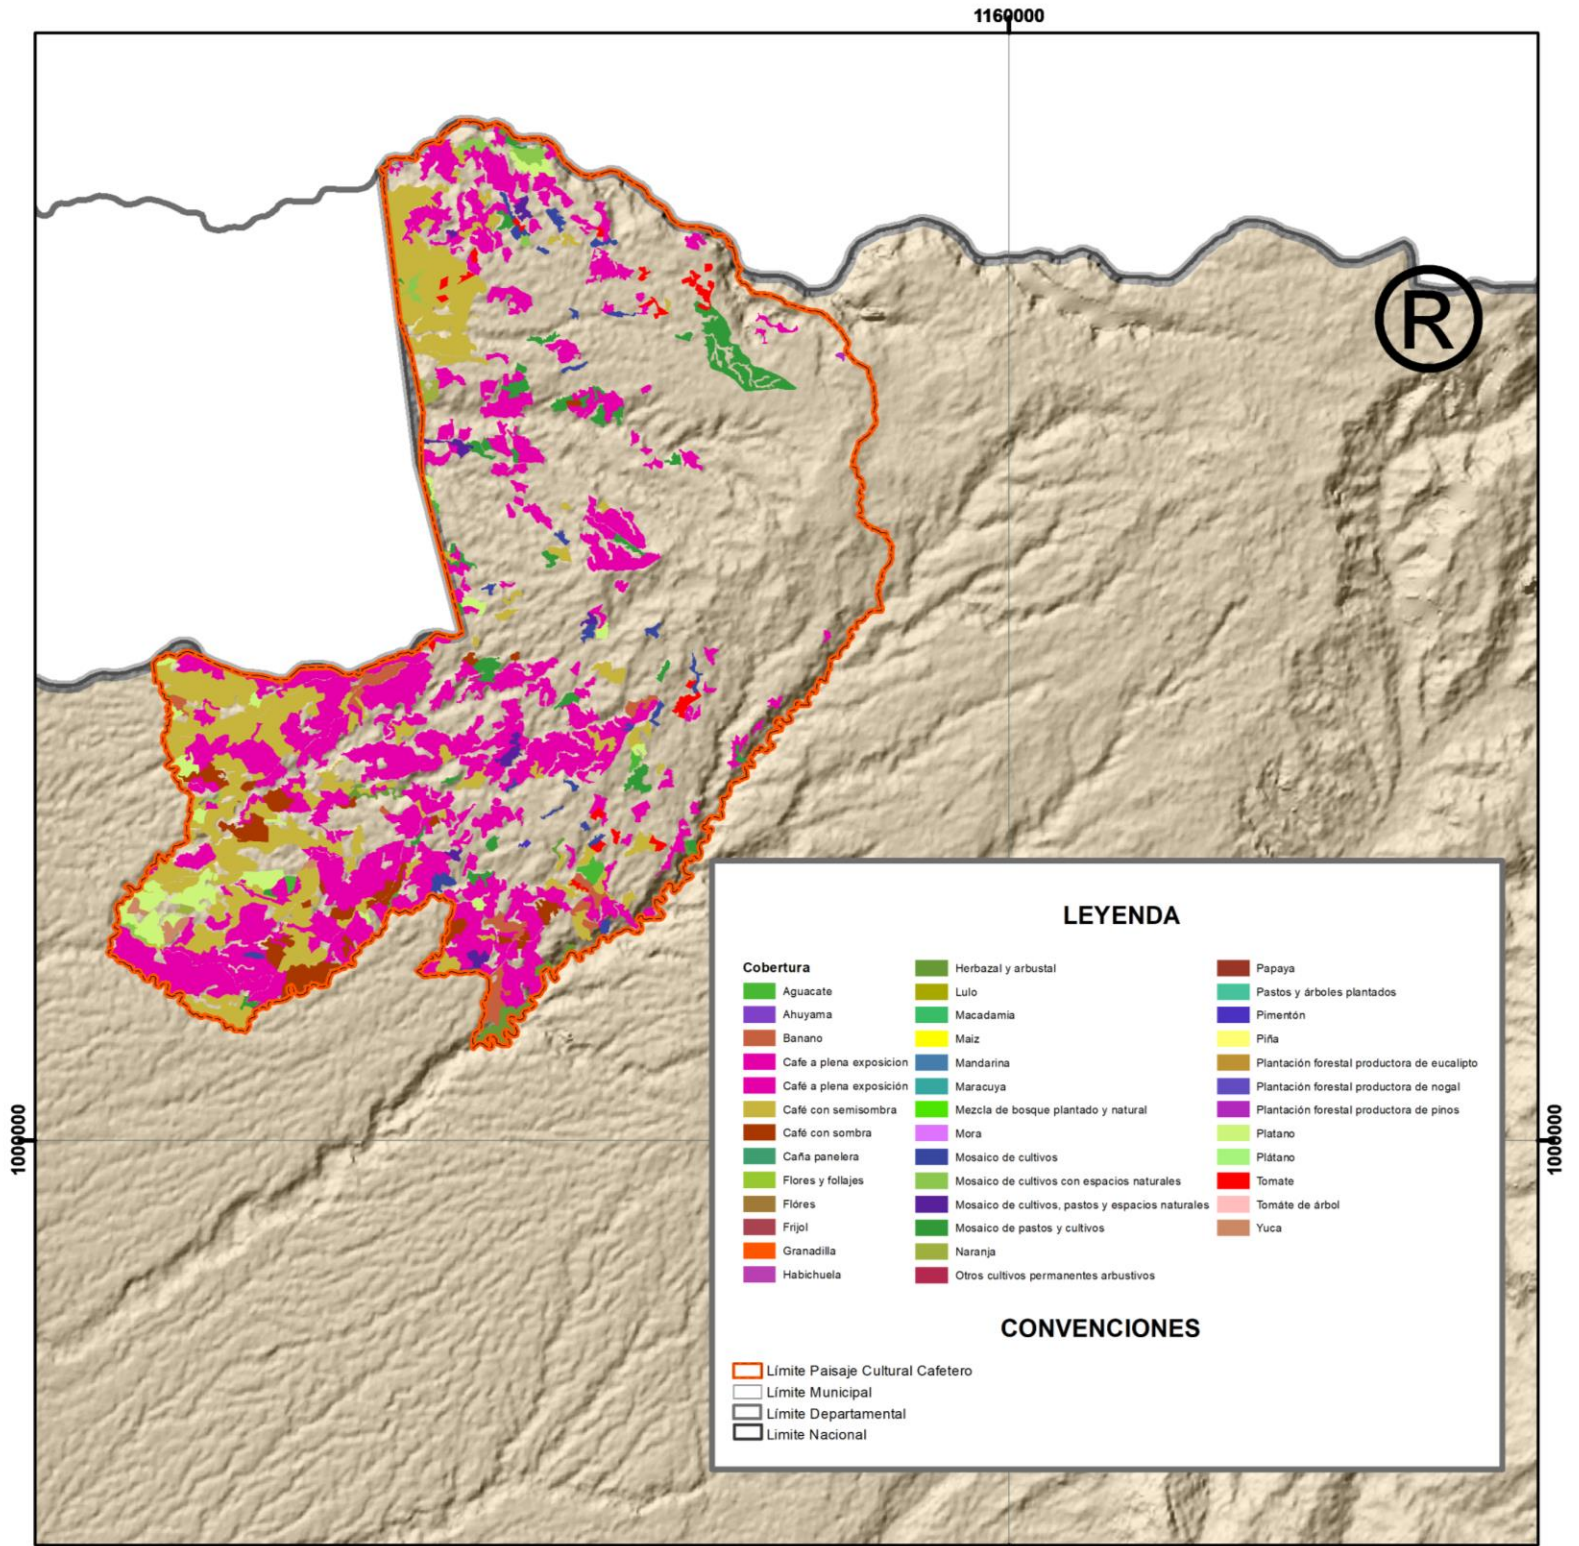 1160000
R
1000000
1000000
LEYENDA
Cobertura
Aguacate
Ahuyama
Banano
Cafe a plena exposicion
Café a plena exposición
Café con semisombra
Café con sombra
Caña panelera
Flores y follajes
Flóres
Frijol
Granadilla
Habichuela
Herbazal y arbustal
Lulo
Macadamia
Maiz
Mandarina
Maracuya
Mezcla de bosque plantado y natural
Mora
Mosaico de cultivos
Mosaico de cultivos con espacios naturales
Mosaico de cultivos, pastos y espacios naturales
Mosaico de pastos y cultivos
Naranja
Otros cultivos permanentes arbustivos
Papaya
Pastos y árboles plantados
Pimentón
Piña
Plantación forestal productora de eucalipto
Plantación forestal productora de nogal
Plantación forestal productora de pinos
Platano
Plátano
Tomate
Tomáte de árbol
Yuca
CONVENCIONES
Límite Paisaje Cultural Cafetero
Límite Municipal
Límite Departamental
Limite Nacional